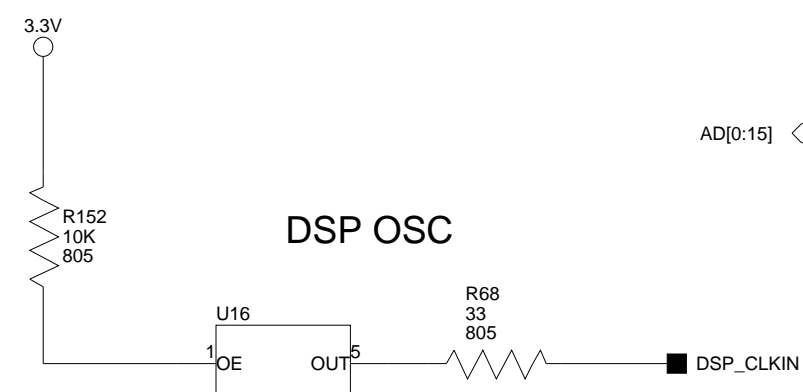 3.3V
AD[0:15]
R152
10K
805
DSP OSC
R68
33
805
U16
1
OE
OUT
5
DSP_CLKIN